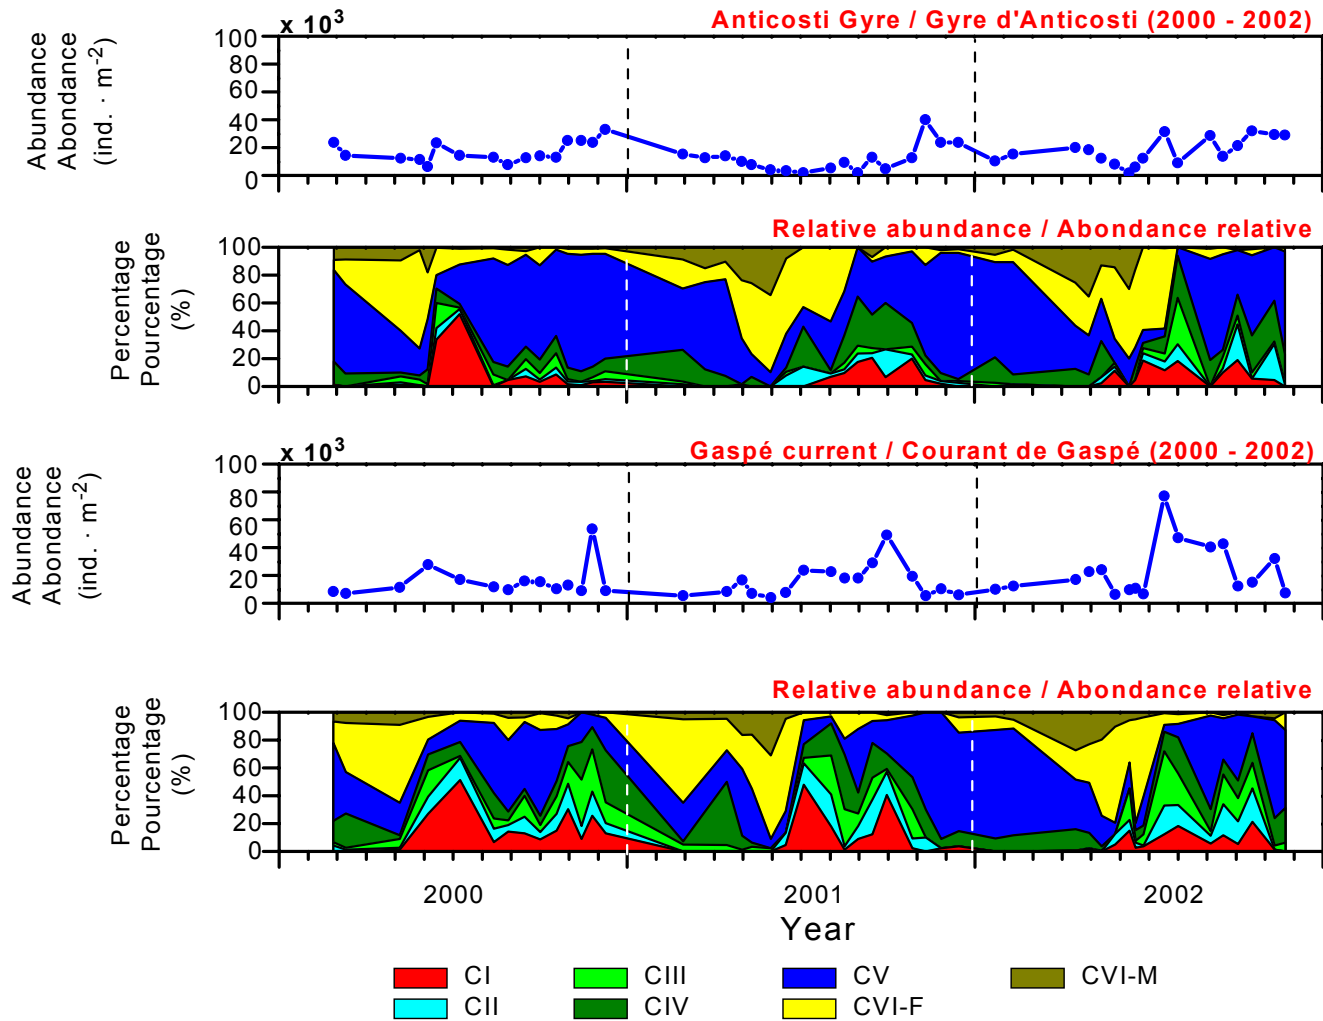 x 10³
Anticosti Gyre / Gyre d'Anticosti (2000 - 2002)
Abundance
Abondance
(ind. · m⁻²)
100
80
60
40
20
0
Relative abundance / Abondance relative
Percentage
Pourcentage
(%)
100
80
60
40
20
0
x 10³
Gaspé current / Courant de Gaspé (2000 - 2002)
Abundance
Abondance
(ind. · m⁻²)
100
80
60
40
20
0
Relative abundance / Abondance relative
Percentage
Pourcentage
(%)
100
80
60
40
20
0
2000
2001
2002
Year
CI
CIII
CV
CVI-M
CII
CIV
CVI-F